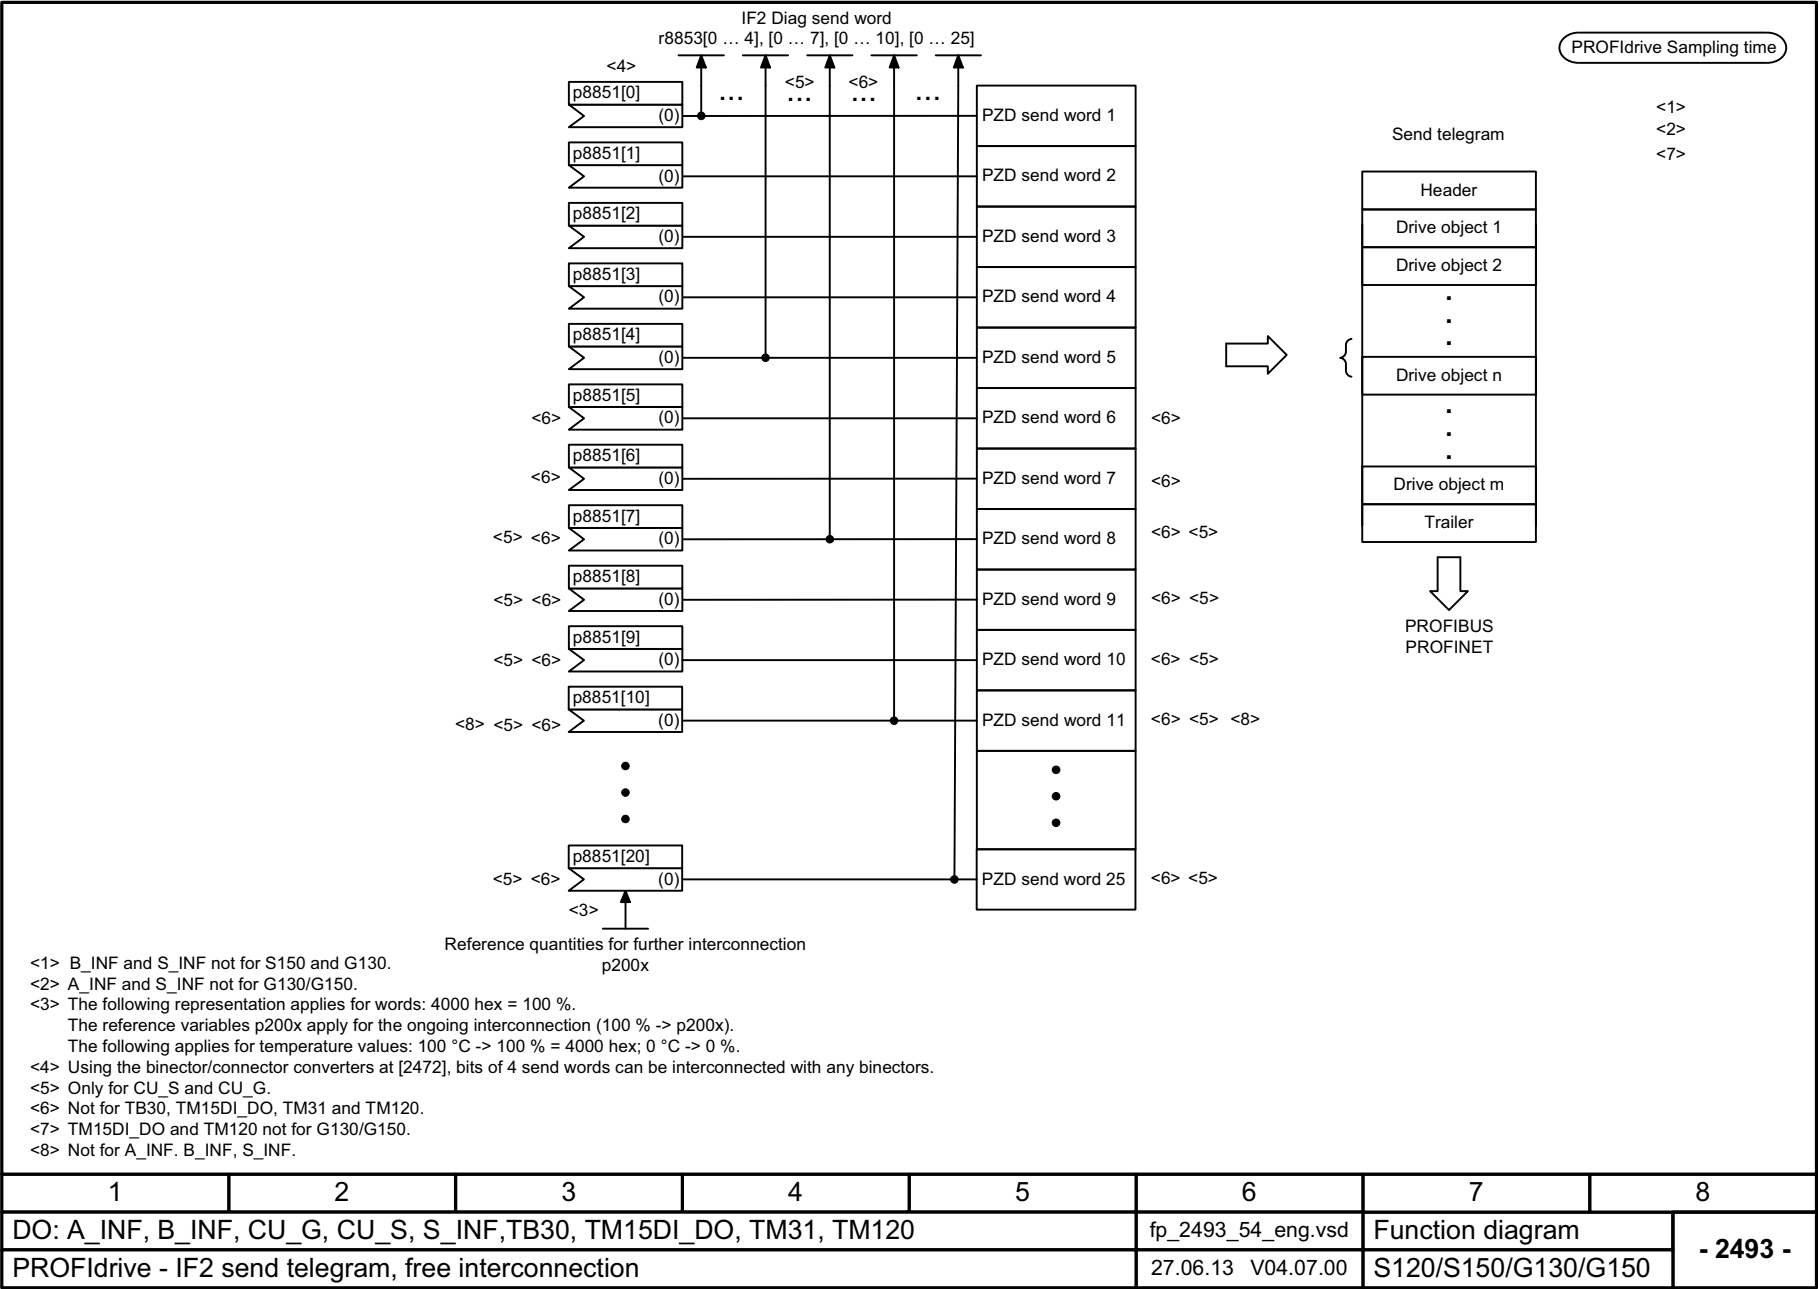 IF2 Diag send word
r8853[0 … 4], [0 … 7], [0 … 10], [0 … 25]
PROFIdrive Sampling time
<4>
<5>
<6>
... ... ... ...
p8851[0]
(0)
PZD send word 1
p8851[1]
(0)
PZD send word 2
p8851[2]
(0)
PZD send word 3
p8851[3]
(0)
PZD send word 4
p8851[4]
(0)
PZD send word 5
p8851[5]
<6> (0)
PZD send word 6 <6>
p8851[6]
<6> (0)
PZD send word 7 <6>
p8851[7]
<5> <6> (0)
PZD send word 8 <6> <5>
p8851[8]
<5> <6> (0)
PZD send word 9 <6> <5>
p8851[9]
<5> <6> (0)
PZD send word 10 <6> <5>
p8851[10]
<8> <5> <6> (0)
PZD send word 11 <6> <5> <8>
p8851[20]
<5> <6> (0)
PZD send word 25 <6> <5>
<3>
Reference quantities for further interconnection
p200x
<1>
<2>
<7>
Send telegram
Header
Drive object 1
Drive object 2
.
.
.
{
Drive object n
.
.
.
Drive object m
Trailer
PROFIBUS
PROFINET
<1> B_INF and S_INF not for S150 and G130.
<2> A_INF and S_INF not for G130/G150.
<3> The following representation applies for words: 4000 hex = 100 %.
The reference variables p200x apply for the ongoing interconnection (100 % -> p200x).
The following applies for temperature values: 100 °C -> 100 % = 4000 hex; 0 °C -> 0 %.
<4> Using the binector/connector converters at [2472], bits of 4 send words can be interconnected with any binectors.
<5> Only for CU_S and CU_G.
<6> Not for TB30, TM15DI_DO, TM31 and TM120.
<7> TM15DI_DO and TM120 not for G130/G150.
<8> Not for A_INF. B_INF, S_INF.
1 2 3 4 5 6 7 8
DO: A_INF, B_INF, CU_G, CU_S, S_INF,TB30, TM15DI_DO, TM31, TM120
fp_2493_54_eng.vsd
Function diagram
- 2493 -
PROFIdrive - IF2 send telegram, free interconnection
27.06.13 V04.07.00
S120/S150/G130/G150